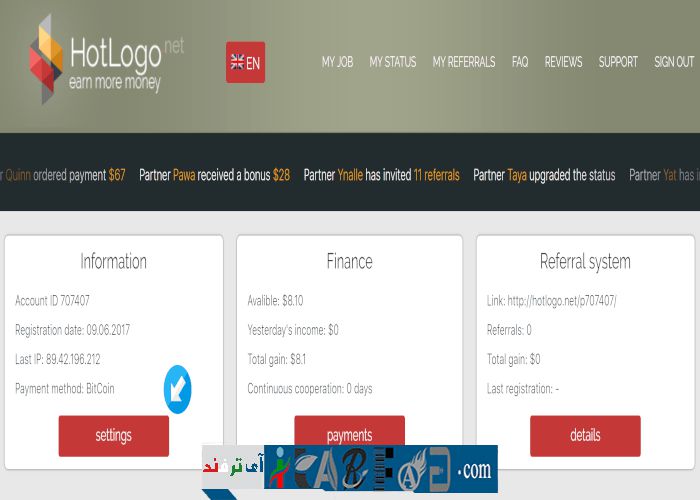 HotLogo net
earn more money
EN
MY JOB MY STATUS MY REFERRALS FAQ REVIEWS SUPPORT SIGN OUT
r Quinn ordered payment $67 Partner Pawa received a bonus $28 Partner Ynalle has invited 11 referrals Partner Taya upgraded the status Partner Yat has in
Information
Account ID 707407
Registration date: 09.06.2017
Last IP: 89.42.196.212
Payment method: BitCoin
settings
Finance
Avalible: $8.10
Yesterday's income: $0
Total gain: $8.1
Continuous cooperation: 0 days
payments
Referral system
Link: http://hotlogo.net/p707407/
Referrals: 0
Total gain: $0
Last registration: -
details
آی ترفند
.com